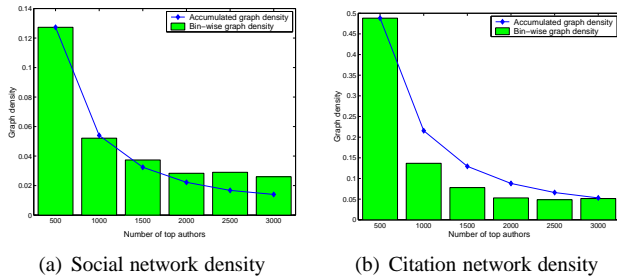 Accumulated graph density
Bin-wise graph density
0.14
0.12
0.1
0.08
0.06
0.04
0.02
0
Graph density
500 1000 1500 2000 2500 3000
Number of top authors
(a) Social network density
Accumulated graph density
Bin-wise graph density
0.5
0.45
0.4
0.35
0.3
0.25
0.2
0.15
0.1
0.05
0
Graph density
500 1000 1500 2000 2500 3000
Number of top authors
(b) Citation network density